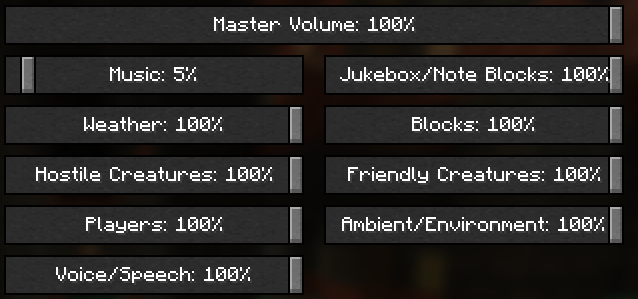 Master Volume: 100%
Music: 5%
Jukebox/Note Blocks: 100%
Weather: 100%
Blocks: 100%
Hostile Creatures: 100%
Friendly Creatures: 100%
Players: 100%
Ambient/Environment: 100%
Voice/Speech: 100%